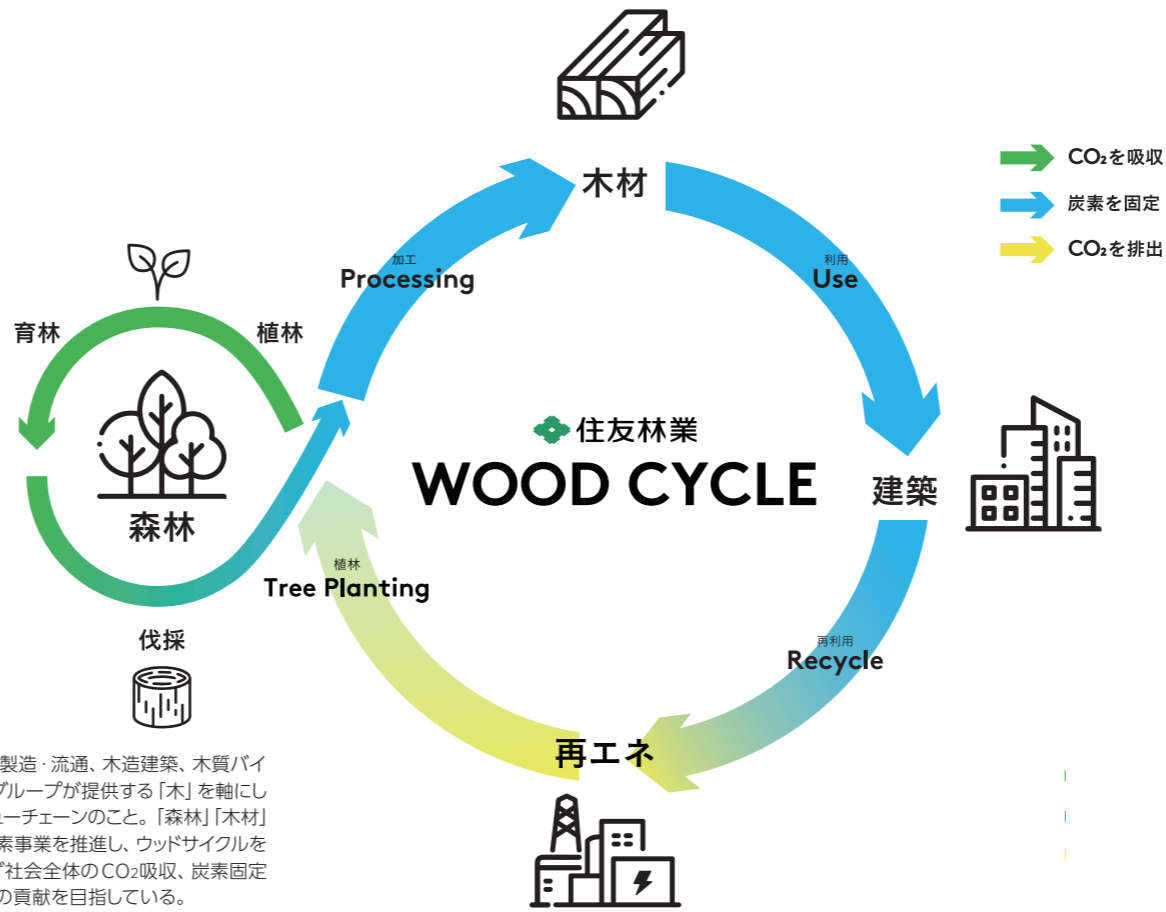 木材
CO₂を吸収
炭素を固定
CO₂を排出
加工
Processing
利用
Use
育林
植林
住友林業
WOOD CYCLE
森林
建築
植林
Tree Planting
伐採
再利用
Recycle
再エネ
製造・流通、木造建築、木質バイ
グループが提供する「木」を軸にし
ューチェーンのこと。「森林」「木材」
素事業を推進し、ウッドサイクルを
社会全体のCO₂吸収、炭素固定
の貢献を目指している。